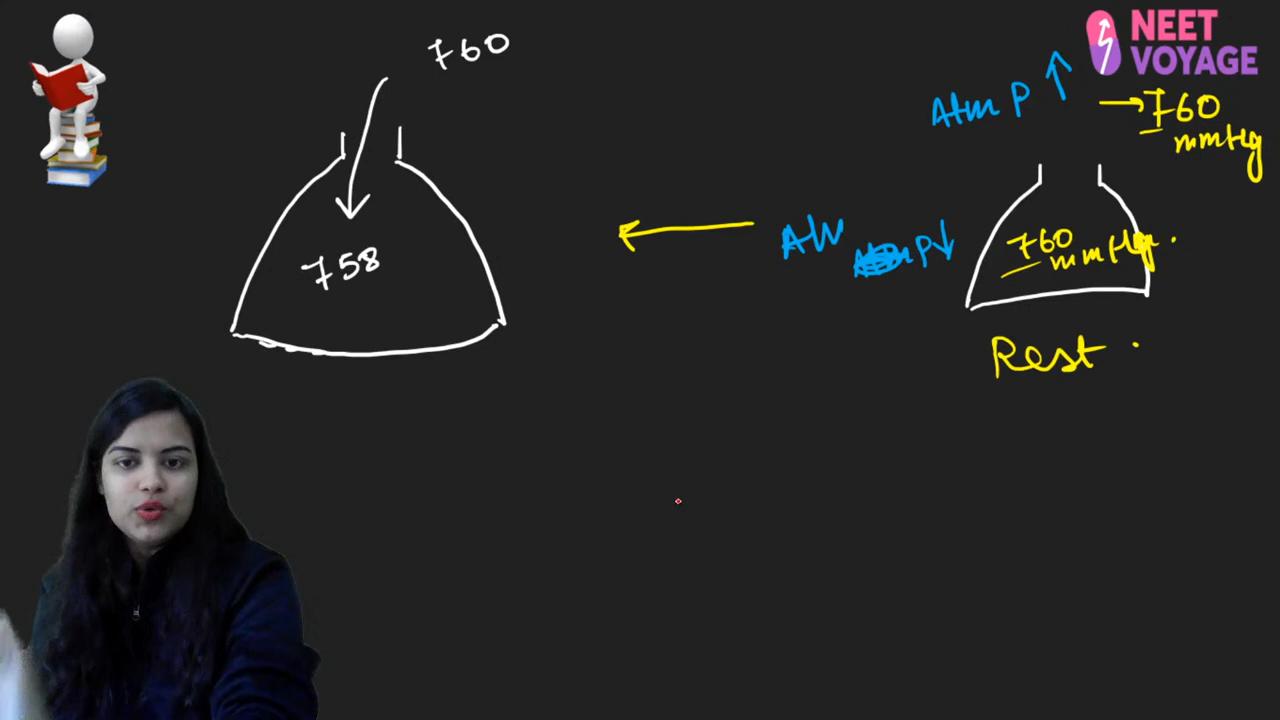 760
758
NEET
VOYAGE
Atm P ↑
→ 760
mmHg
Alv P↓
760
mmHg.
Rest.